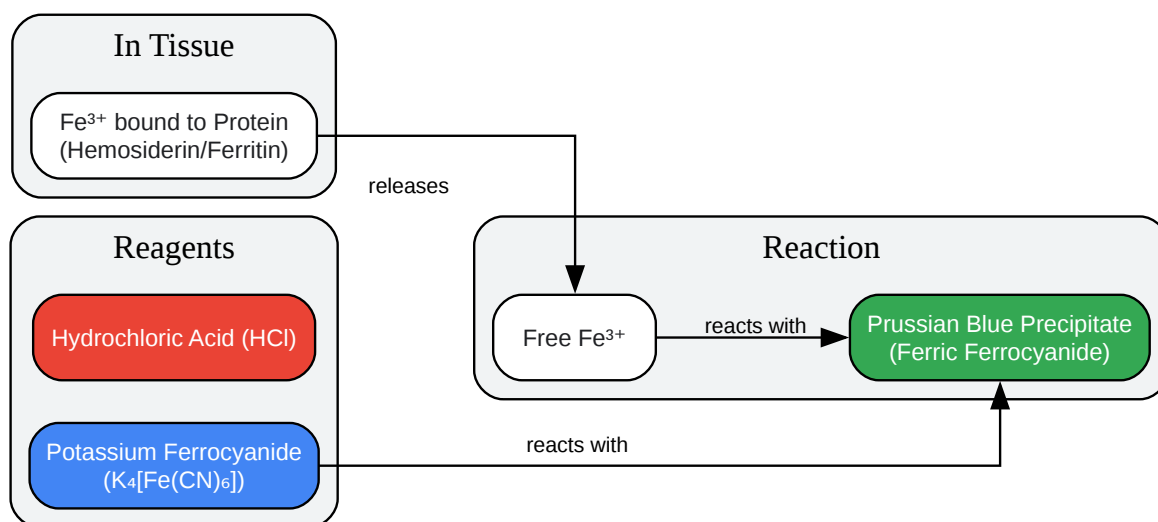 In Tissue
Fe³⁺ bound to Protein
(Hemosiderin/Ferritin)
releases
Reagents
Hydrochloric Acid (HCl)
Potassium Ferrocyanide
(K₄[Fe(CN)₆])
Reaction
Free Fe³⁺
reacts with
Prussian Blue Precipitate
(Ferric Ferrocyanide)
reacts with